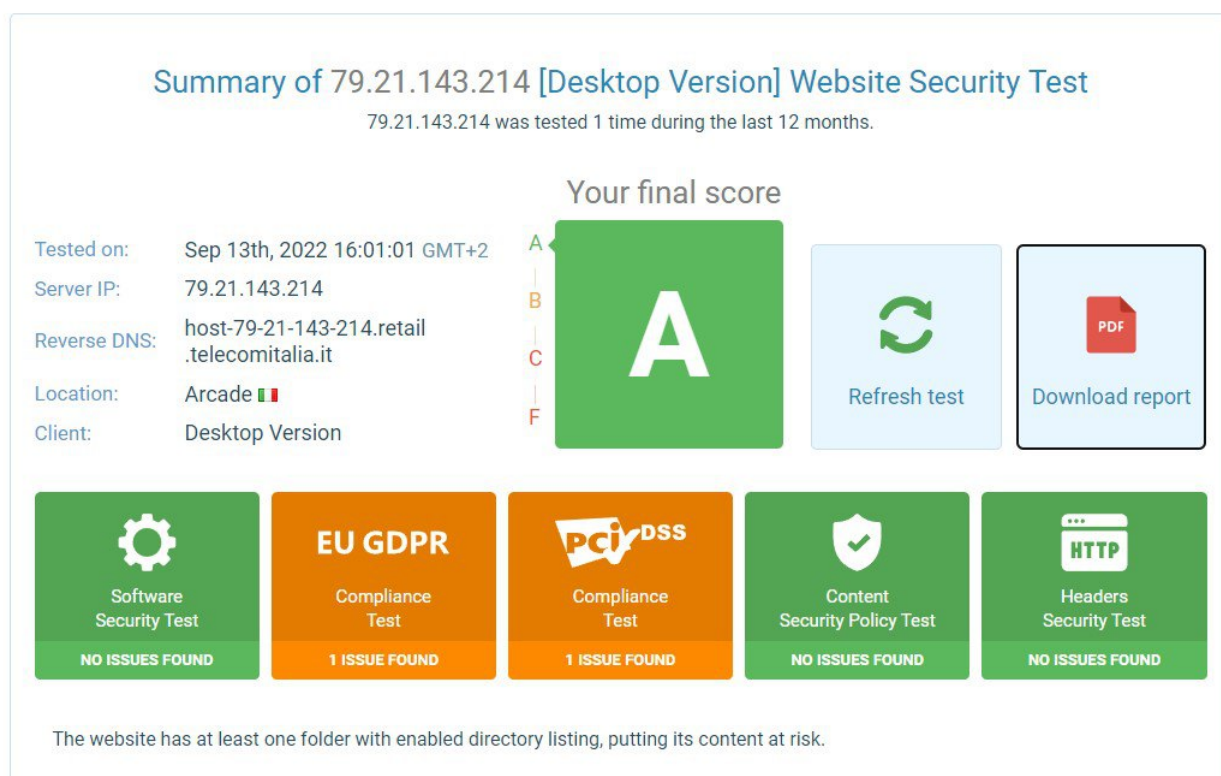 Summary of 79.21.143.214 [Desktop Version] Website Security Test
79.21.143.214 was tested 1 time during the last 12 months.
Your final score
Tested on: Sep 13th, 2022 16:01:01 GMT+2
Server IP: 79.21.143.214
Reverse DNS: host-79-21-143-214.retail
.telecomitalia.it
Location: Arcade
Client: Desktop Version
A
B
C
F
A
Refresh test
PDF
Download report
Software
Security Test
NO ISSUES FOUND
EU GDPR
Compliance
Test
1 ISSUE FOUND
PCI DSS
Compliance
Test
1 ISSUE FOUND
Content
Security Policy Test
NO ISSUES FOUND
HTTP
Headers
Security Test
NO ISSUES FOUND
The website has at least one folder with enabled directory listing, putting its content at risk.